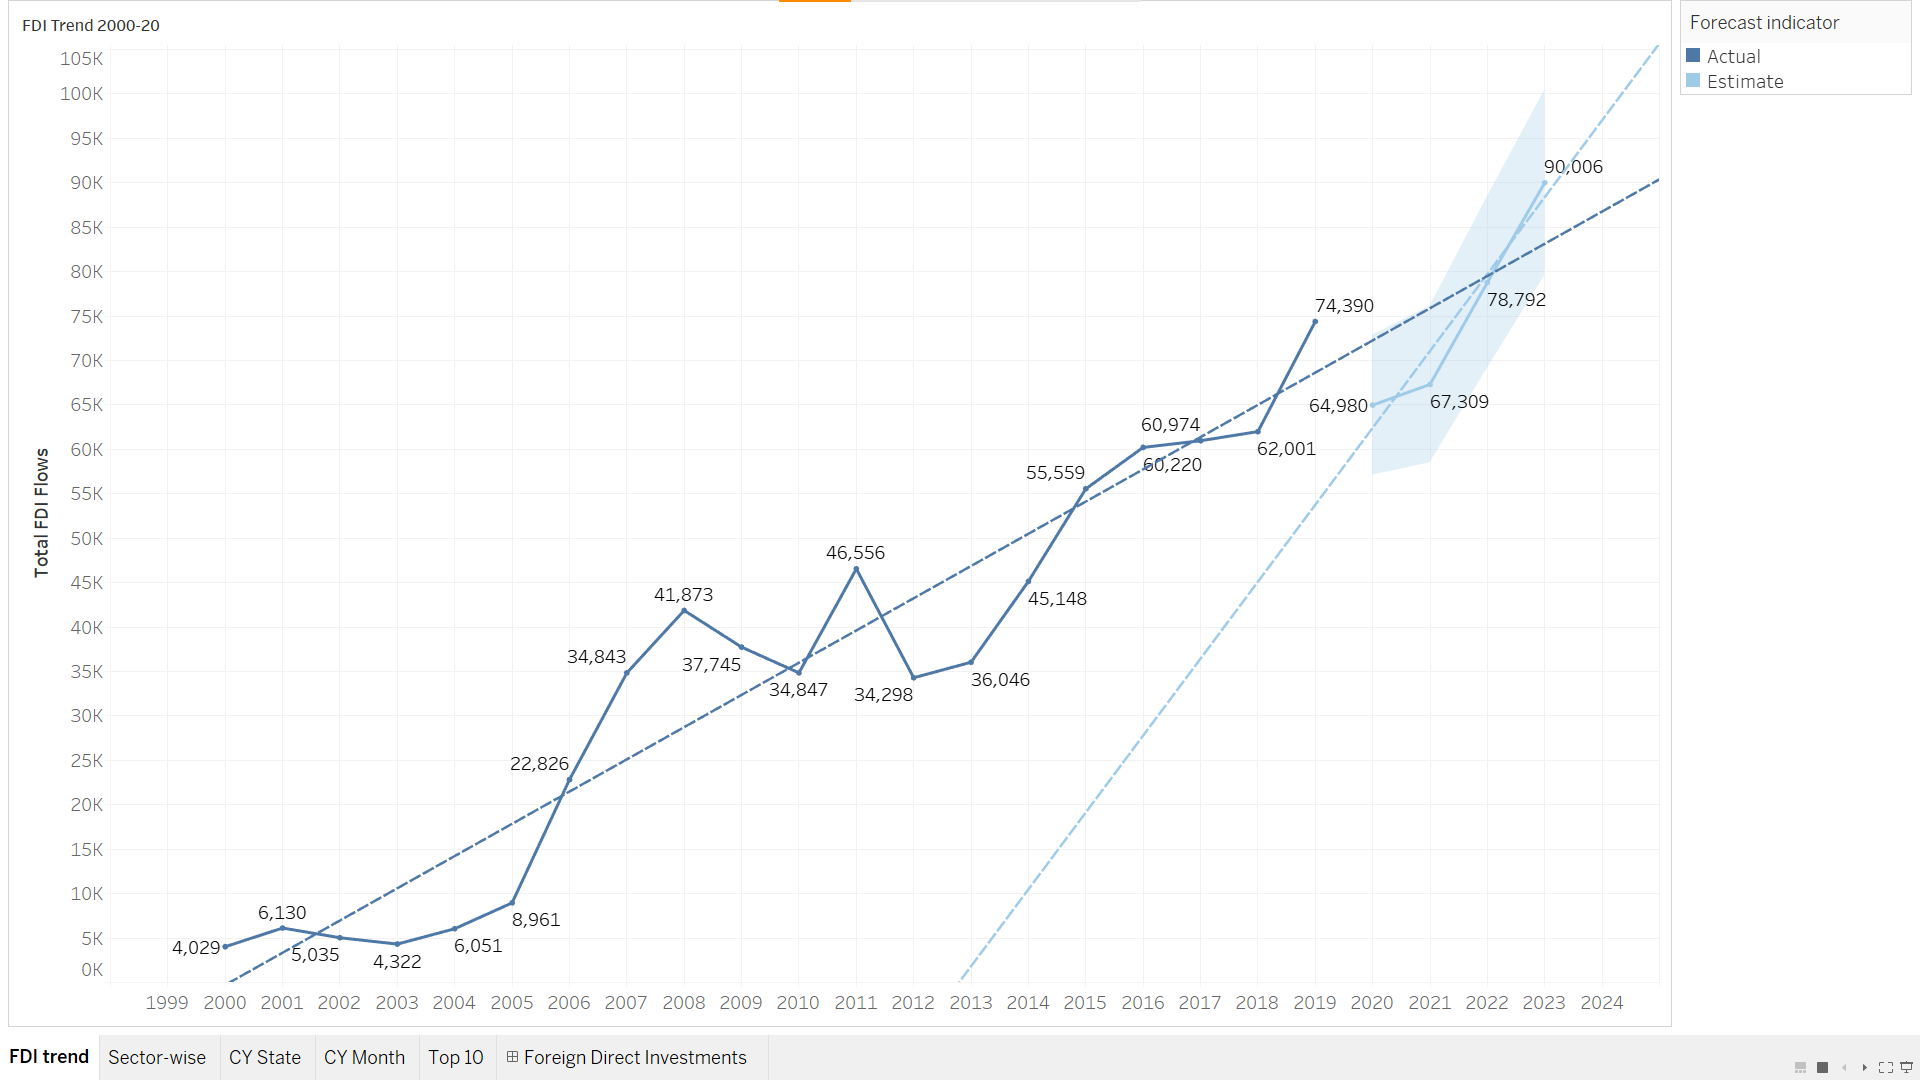 FDI Trend 2000-20
Forecast indicator
Actual
Estimate
Total FDI Flows
105K
100K
95K
90K
85K
80K
75K
70K
65K
60K
55K
50K
45K
40K
35K
30K
25K
20K
15K
10K
5K
0K
4,029
6,130
5,035
4,322
6,051
8,961
22,826
34,843
41,873
37,745
34,847
46,556
34,298
36,046
45,148
55,559
60,220
60,974
62,001
74,390
64,980
67,309
78,792
90,006
1999 2000 2001 2002 2003 2004 2005 2006 2007 2008 2009 2010 2011 2012 2013 2014 2015 2016 2017 2018 2019 2020 2021 2022 2023 2024
FDI trend Sector-wise CY State CY Month Top 10 Foreign Direct Investments